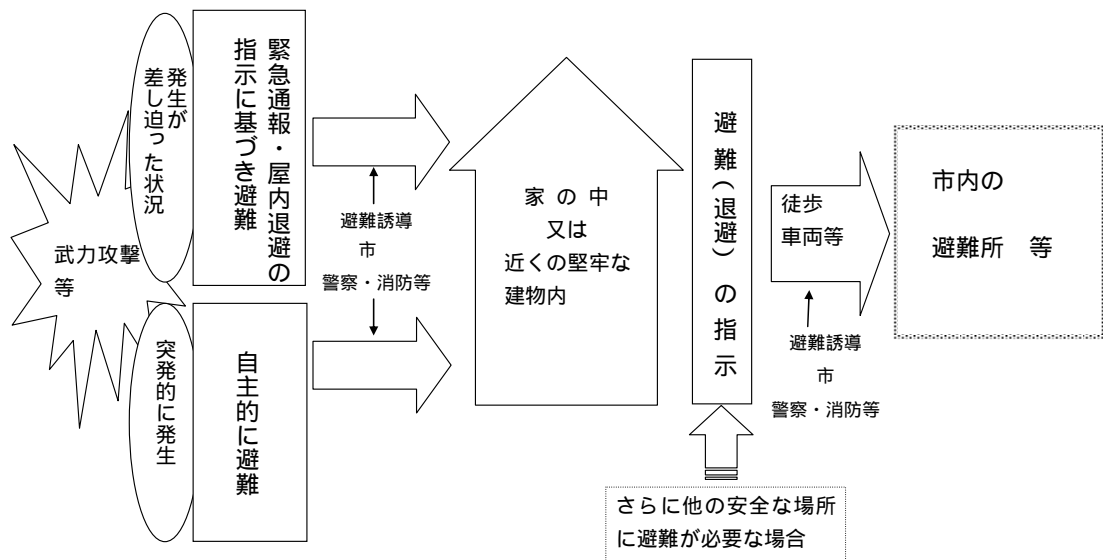 武力攻撃
等
発生が
差し迫った状況
緊急通報・屋内退避の
指示に基づき避難
突発的に発生
自主的に避難
避難誘導
市
警察・消防等
家の中
又は
近くの堅牢な
建物内
避難(退避)の指示
さらに他の安全な場所
に避難が必要な場合
徒歩
車両等
避難誘導
市
警察・消防等
市内の
避難所　等